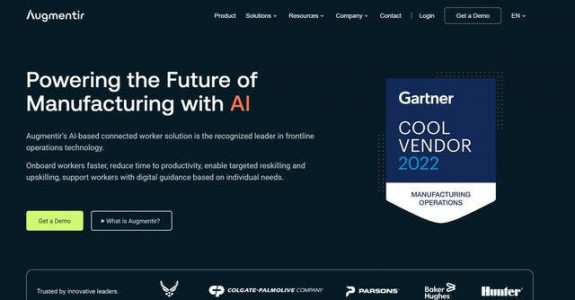 Augmentir
Product Solutions Resources Company Contact Login Get a Demo EN
Powering the Future of
Manufacturing with AI
Augmentir's AI-based connected worker solution is the recognized leader in frontline
operations technology.
Onboard workers faster, reduce time to productivity, enable targeted reskilling and
upskilling, support workers with digital guidance based on individual needs.
Get a Demo What is Augmentir?
Gartner
COOL
VENDOR
2022
MANUFACTURING
OPERATIONS
Trusted by innovative leaders.
COLGATE-PALMOLIVE COMPANY
PARSONS
Baker
Hughes
Hunter